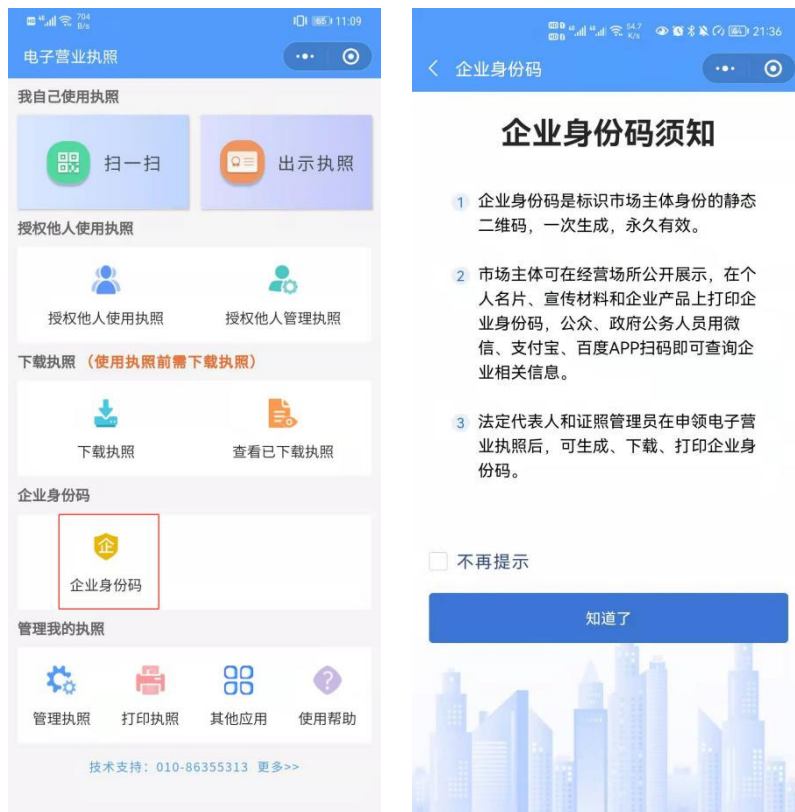 704
B/s
65
11:09
电子营业执照
我自己使用执照
扫一扫
出示执照
授权他人使用执照
授权他人使用执照
授权他人管理执照
下载执照 （使用执照前需下载执照）
下载执照
查看已下载执照
企业身份码
企
企业身份码
管理我的执照
管理执照
打印执照
其他应用
使用帮助
技术支持：010-86355313 更多>>
54.7
K/s
21:36
企业身份码
企业身份码须知
1 企业身份码是标识市场主体身份的静态
二维码，一次生成，永久有效。
2 市场主体可在经营场所公开展示，在个
人名片、宣传材料和企业产品上打印企
业身份码，公众、政府公务人员用微
信、支付宝、百度APP扫码即可查询企
业相关信息。
3 法定代表人和证照管理员在申领电子营
业执照后，可生成、下载、打印企业身
份码。
不再提示
知道了